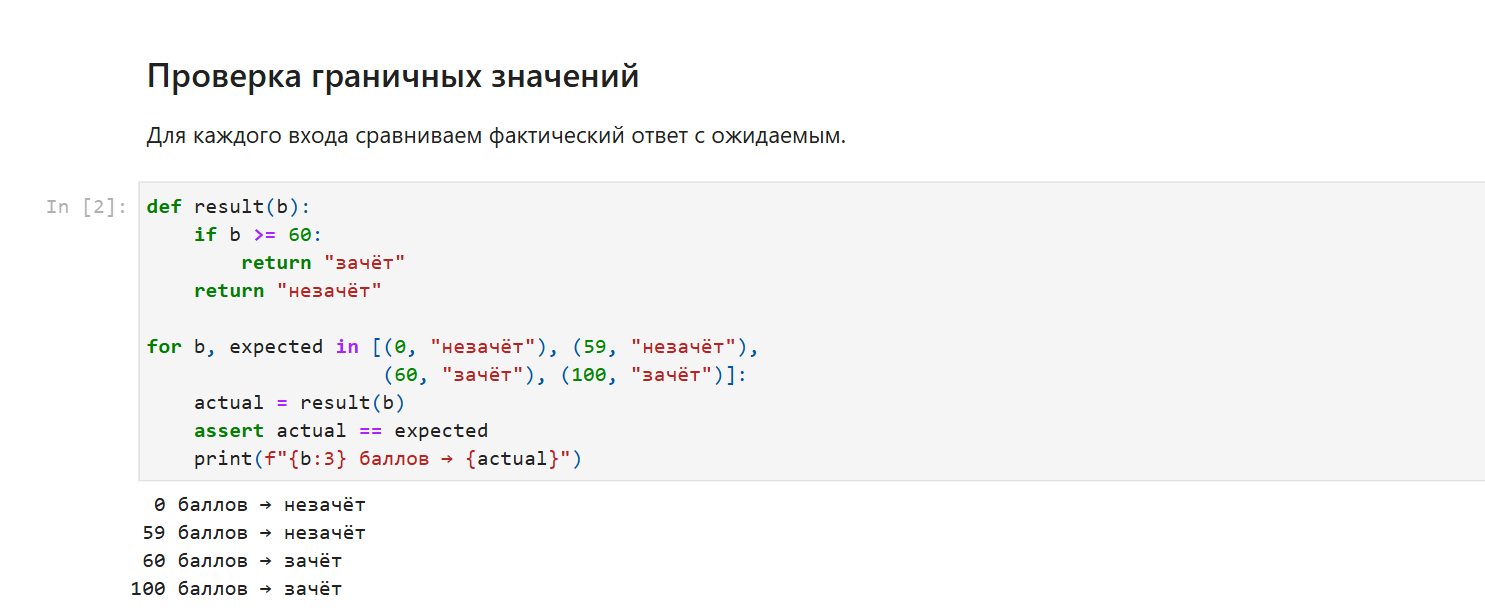 Проверка граничных значений
Для каждого входа сравниваем фактический ответ с ожидаемым.
In [2]:
def result(b):
    if b >= 60:
        return "зачёт"
    return "незачёт"

for b, expected in [(0, "незачёт"), (59, "незачёт"),
                    (60, "зачёт"), (100, "зачёт")]:
    actual = result(b)
    assert actual == expected
    print(f"{b:3} баллов → {actual}")
  0 баллов → незачёт
 59 баллов → незачёт
 60 баллов → зачёт
100 баллов → зачёт